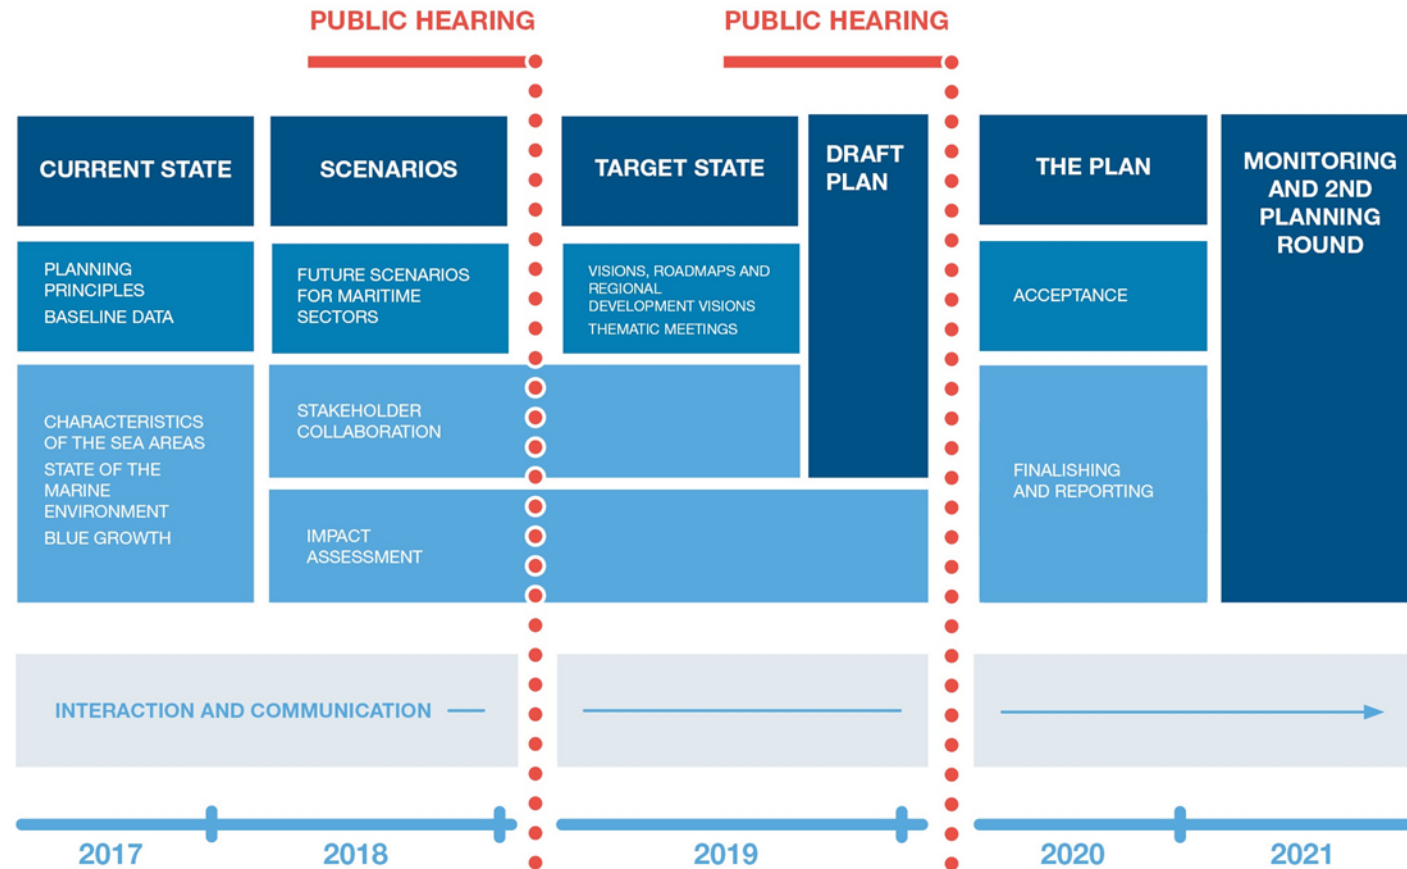 PUBLIC HEARING
PUBLIC HEARING
CURRENT STATE
SCENARIOS
TARGET STATE
DRAFT
PLAN
THE PLAN
MONITORING
AND 2ND
PLANNING
ROUND
PLANNING
PRINCIPLES
BASELINE DATA
FUTURE SCENARIOS
FOR MARITIME
SECTORS
VISIONS, ROADMAPS AND
REGIONAL
DEVELOPMENT VISIONS
THEMATIC MEETINGS
ACCEPTANCE
CHARACTERISTICS
OF THE SEA AREAS
STATE OF THE
MARINE
ENVIRONMENT
BLUE GROWTH
STAKEHOLDER
COLLABORATION
IMPACT
ASSESSMENT
FINALISHING
AND REPORTING
INTERACTION AND COMMUNICATION
2017
2018
2019
2020
2021